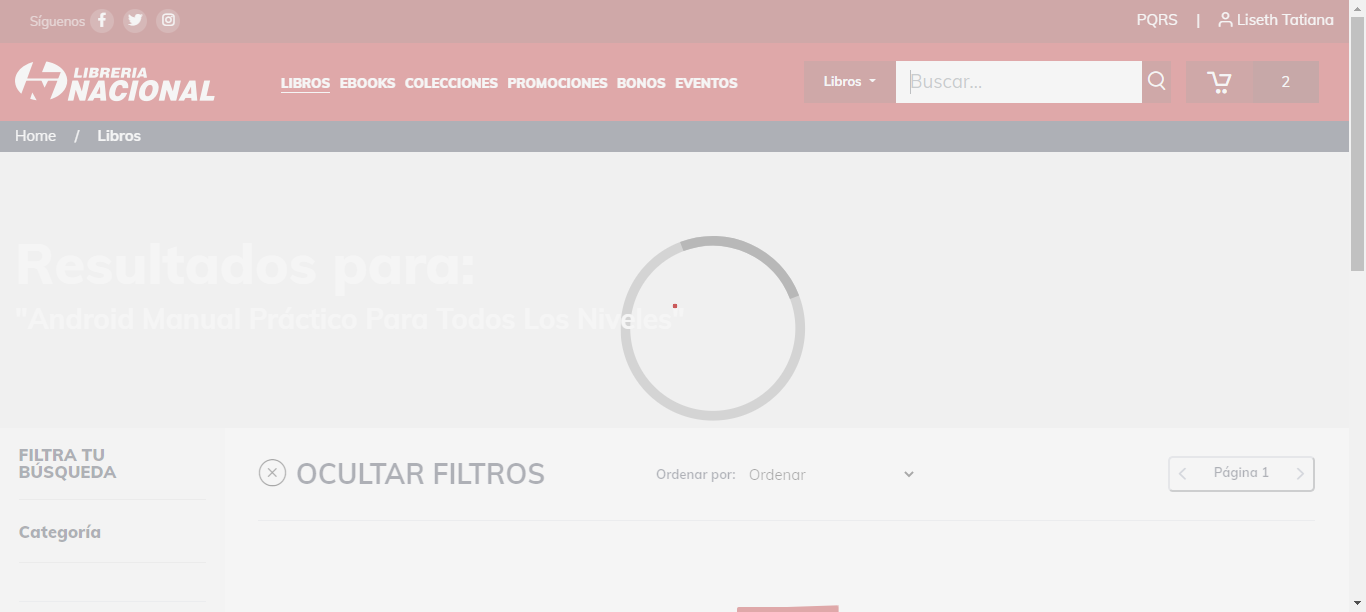 Síguenos
PQRS | Liseth Tatiana
LIBRERIA
NACIONAL
LIBROS EBOOKS COLECCIONES PROMOCIONES BONOS EVENTOS
Libros
Buscar...
2
Home / Libros
Resultados para:
"Android Manual Práctico Para Todos Los Niveles"
FILTRA TU
BÚSQUEDA
OCULTAR FILTROS
Ordenar por: Ordenar
Página 1
Categoría